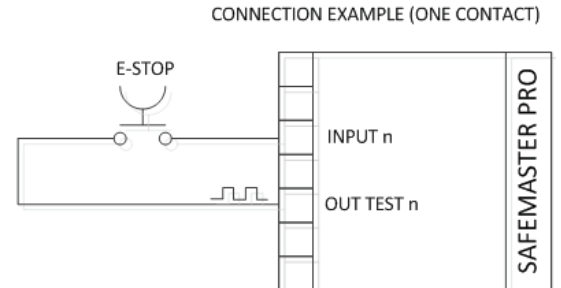 CONNECTION EXAMPLE (ONE CONTACT)
E-STOP
INPUT n
OUT TEST n
SAFEMASTER PRO